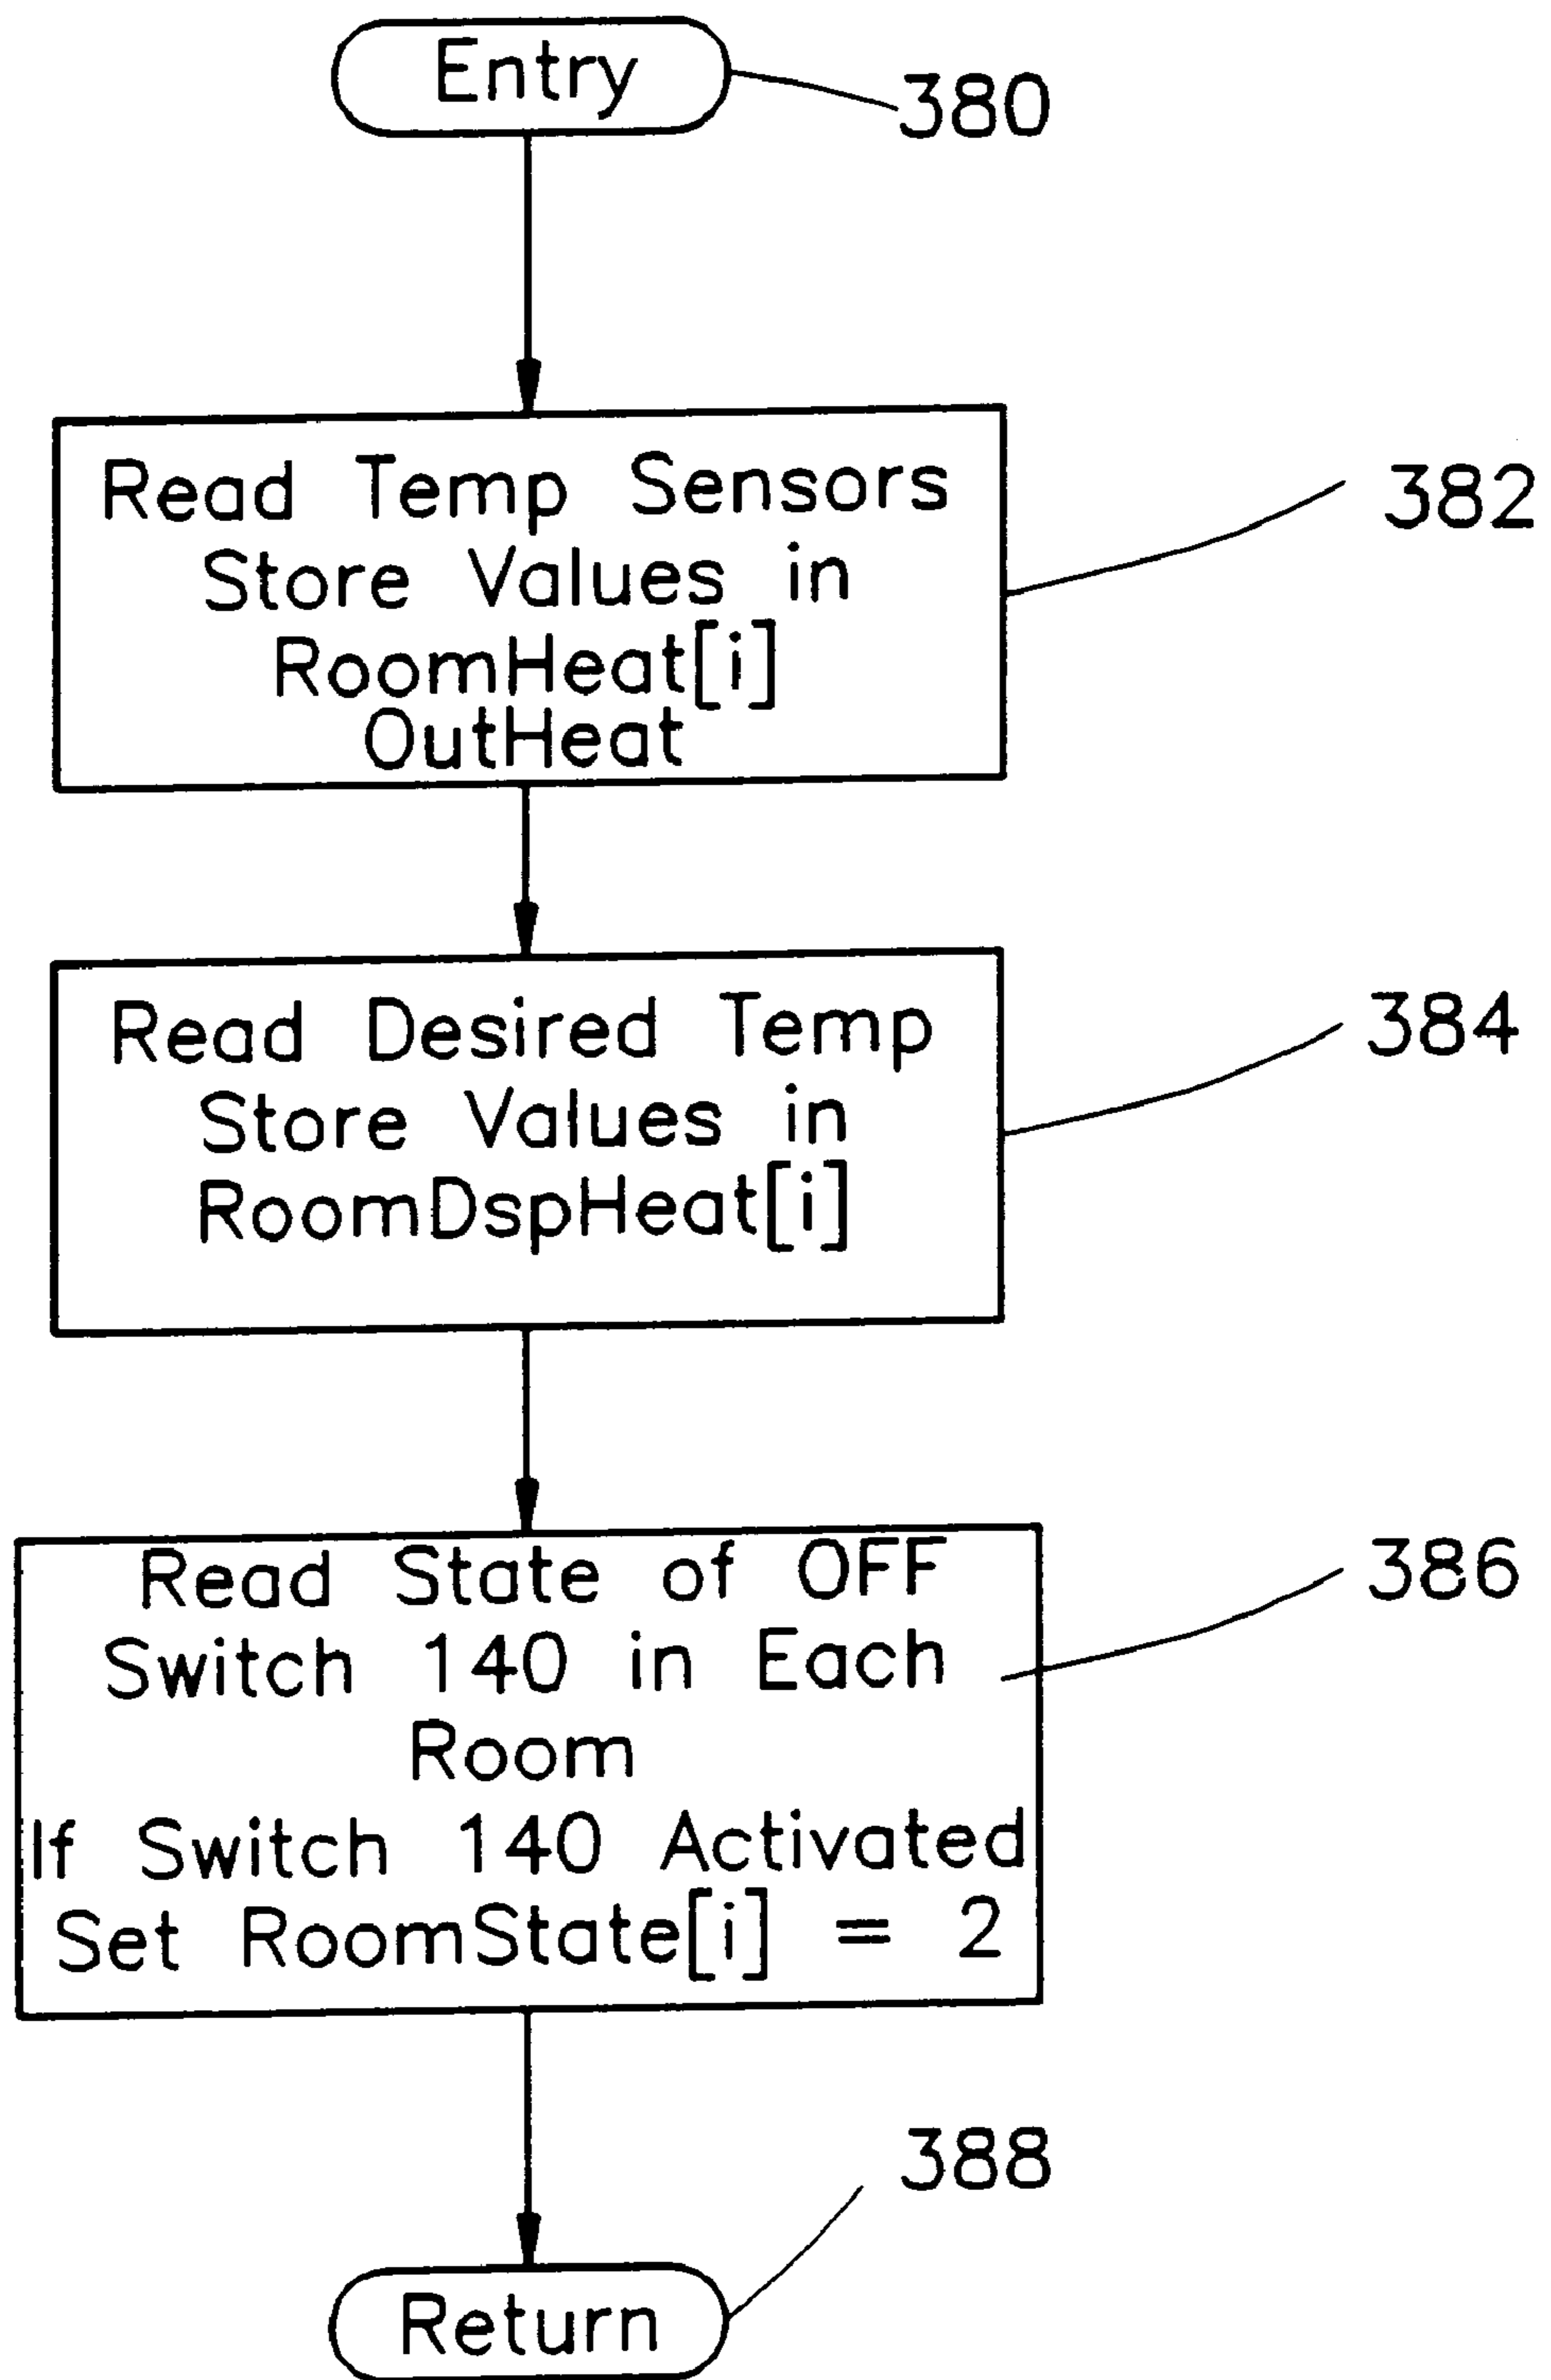 Entry
380
Read Temp Sensors
Store Values in
RoomHeat[i]
OutHeat
382
Read Desired Temp
Store Values in
RoomDspHeat[i]
384
Read State of OFF
Switch 140 in Each
Room
If Switch 140 Activated
Set RoomState[i] = 2
386
388
Return